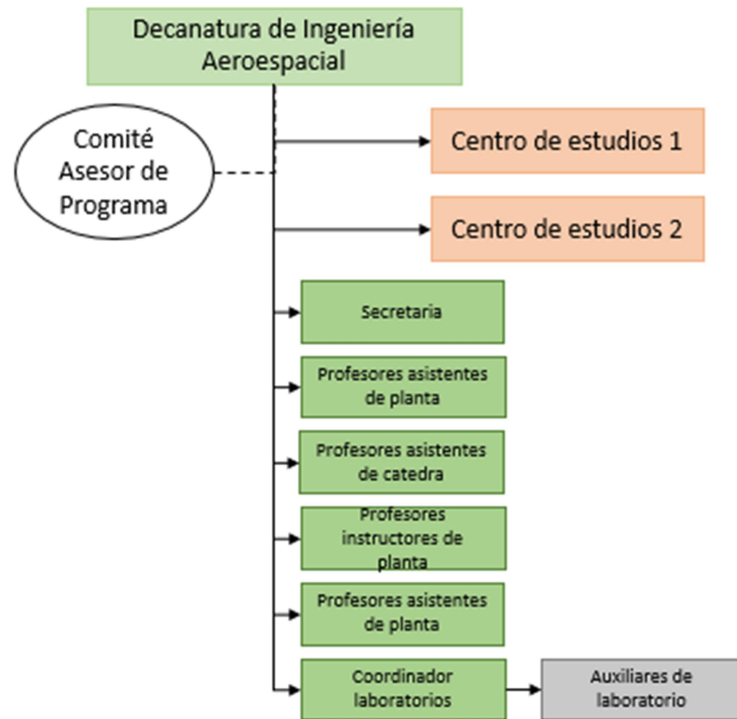 Decanatura de Ingeniería
Aeroespacial
Comité
Asesor de
Programa
Centro de estudios 1
Centro de estudios 2
Secretaria
Profesores asistentes
de planta
Profesores asistentes
de catedra
Profesores
instructores de
planta
Profesores asistentes
de planta
Coordinador
laboratorios
Auxiliares de
laboratorio